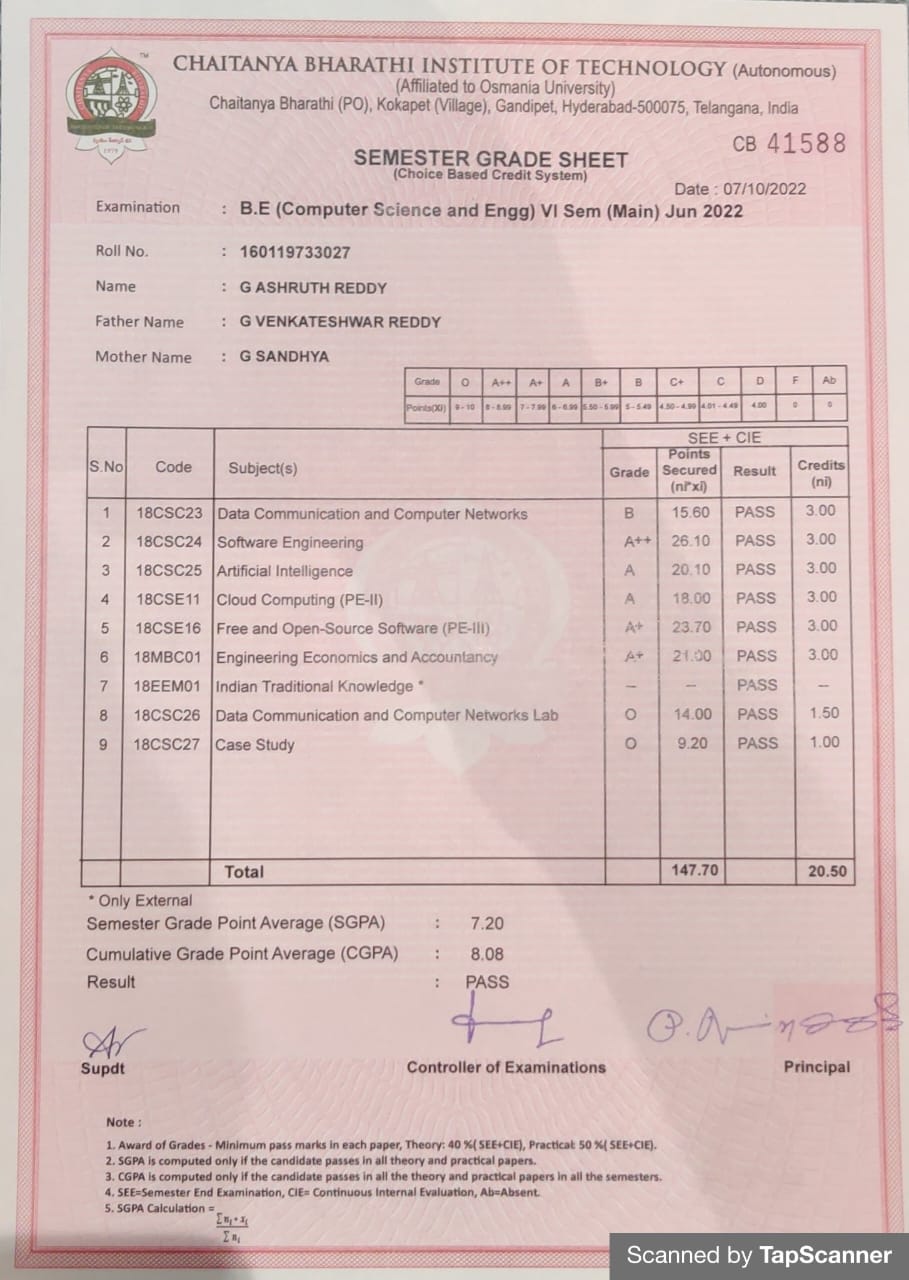 CHAITANYA BHARATHI INSTITUTE OF TECHNOLOGY (Autonomous)
(Affiliated to Osmania University)
Chaitanya Bharathi (PO), Kokapet (Village), Gandipet, Hyderabad-500075, Telangana, India
TM
1979
CB 41588
SEMESTER GRADE SHEET
(Choice Based Credit System)
Date : 07/10/2022
Examination : B.E (Computer Science and Engg) VI Sem (Main) Jun 2022
Roll No. : 160119733027
Name : G ASHRUTH REDDY
Father Name : G VENKATESHWAR REDDY
Mother Name : G SANDHYA
Grade O A++ A+ A B+ B C+ C D F Ab
Points(Xi) 9 - 10 8 - 8.99 7 - 7.99 6 - 6.99 5.50 - 5.99 5 - 5.49 4.50 - 4.99 4.01 - 4.49 4.00 0 0
SEE + CIE
S.No Code Subject(s) Grade Points Secured (ni*xi) Result Credits (ni)
1 18CSC23 Data Communication and Computer Networks B 15.60 PASS 3.00
2 18CSC24 Software Engineering A++ 26.10 PASS 3.00
3 18CSC25 Artificial Intelligence A 20.10 PASS 3.00
4 18CSE11 Cloud Computing (PE-II) A 18.00 PASS 3.00
5 18CSE16 Free and Open-Source Software (PE-III) A+ 23.70 PASS 3.00
6 18MBC01 Engineering Economics and Accountancy A+ 21.00 PASS 3.00
7 18EEM01 Indian Traditional Knowledge * -- -- PASS --
8 18CSC26 Data Communication and Computer Networks Lab O 14.00 PASS 1.50
9 18CSC27 Case Study O 9.20 PASS 1.00
Total 147.70 20.50
* Only External
Semester Grade Point Average (SGPA) : 7.20
Cumulative Grade Point Average (CGPA) : 8.08
Result : PASS
Supdt Controller of Examinations Principal
Note :
1. Award of Grades - Minimum pass marks in each paper, Theory: 40 %( SEE+CIE), Practical: 50 %( SEE+CIE).
2. SGPA is computed only if the candidate passes in all theory and practical papers.
3. CGPA is computed only if the candidate passes in all the theory and practical papers in all the semesters.
4. SEE=Semester End Examination, CIE= Continuous Internal Evaluation, Ab=Absent.
5. SGPA Calculation =
∑ni * xi
∑ni
Scanned by TapScanner